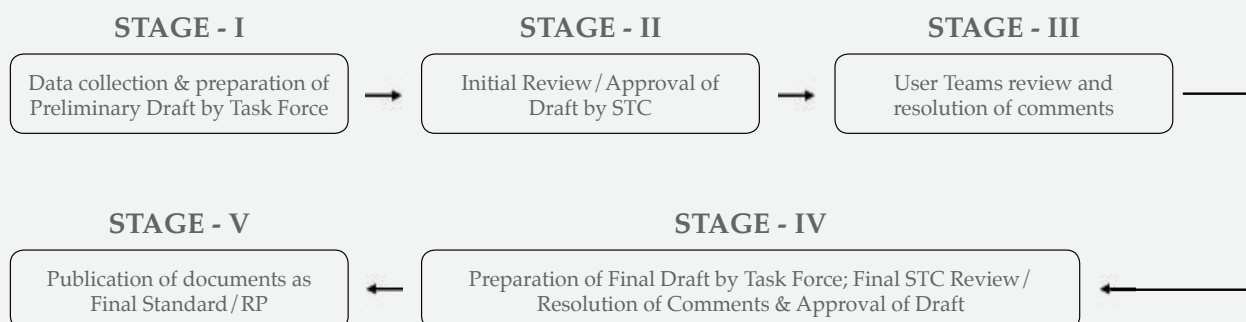 STAGE - I
Data collection & preparation of
Preliminary Draft by Task Force
STAGE - II
Initial Review/Approval of
Draft by STC
STAGE - III
User Teams review and
resolution of comments
STAGE - IV
Preparation of Final Draft by Task Force; Final STC Review/
Resolution of Comments & Approval of Draft
STAGE - V
Publication of documents as
Final Standard/RP